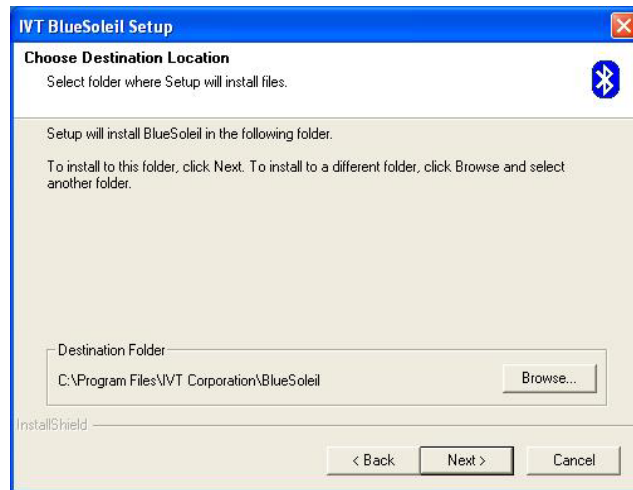 IVT BlueSoleil Setup
Choose Destination Location
Select folder where Setup will install files.
Setup will install BlueSoleil in the following folder.
To install to this folder, click Next. To install to a different folder, click Browse and select
another folder.
Destination Folder
C:\Program Files\IVT Corporation\BlueSoleil
Browse...
InstallShield
< Back
Next >
Cancel